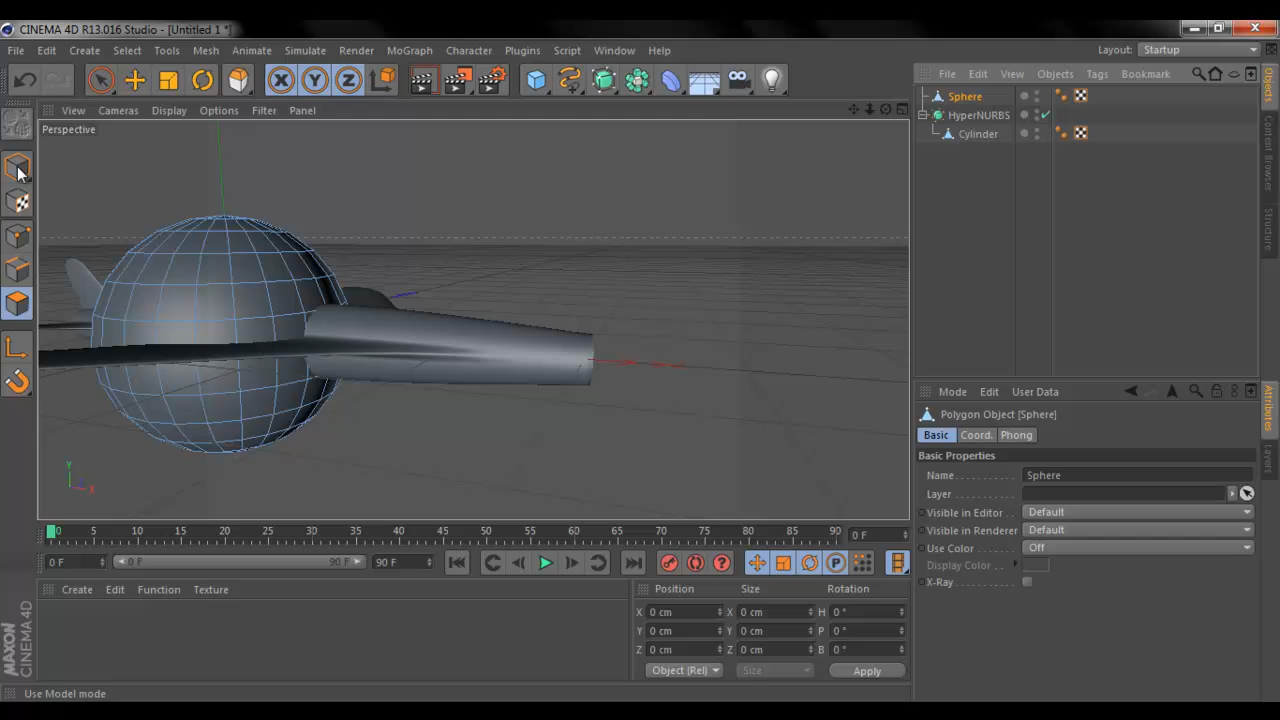 CINEMA 4D R13.016 Studio - [Untitled 1 *]
File Edit Create Select Tools Mesh Animate Simulate Render MoGraph Character Plugins Script Window Help Layout: Startup
X Y Z
File Edit View Objects Tags Bookmark
Sphere
HyperNURBS
Cylinder
View Cameras Display Options Filter Panel
Perspective
Y
X
Objects
Content Browser
Structure
Mode Edit User Data
Polygon Object [Sphere]
Basic Coord. Phong
Basic Properties
Name Sphere
Layer
Visible in Editor Default
Visible in Renderer Default
Use Color Off
Display Color
X-Ray
Attributes
Layers
0 5 10 15 20 25 30 35 40 45 50 55 60 65 70 75 80 85 90 0 F
0 F 0 F 90 F 90 F P
Create Edit Function Texture
Position Size Rotation
X 0 cm X 0 cm H 0 °
Y 0 cm Y 0 cm P 0 °
Z 0 cm Z 0 cm B 0 °
Object (Rel) Size Apply
MAXON
CINEMA 4D
Use Model mode